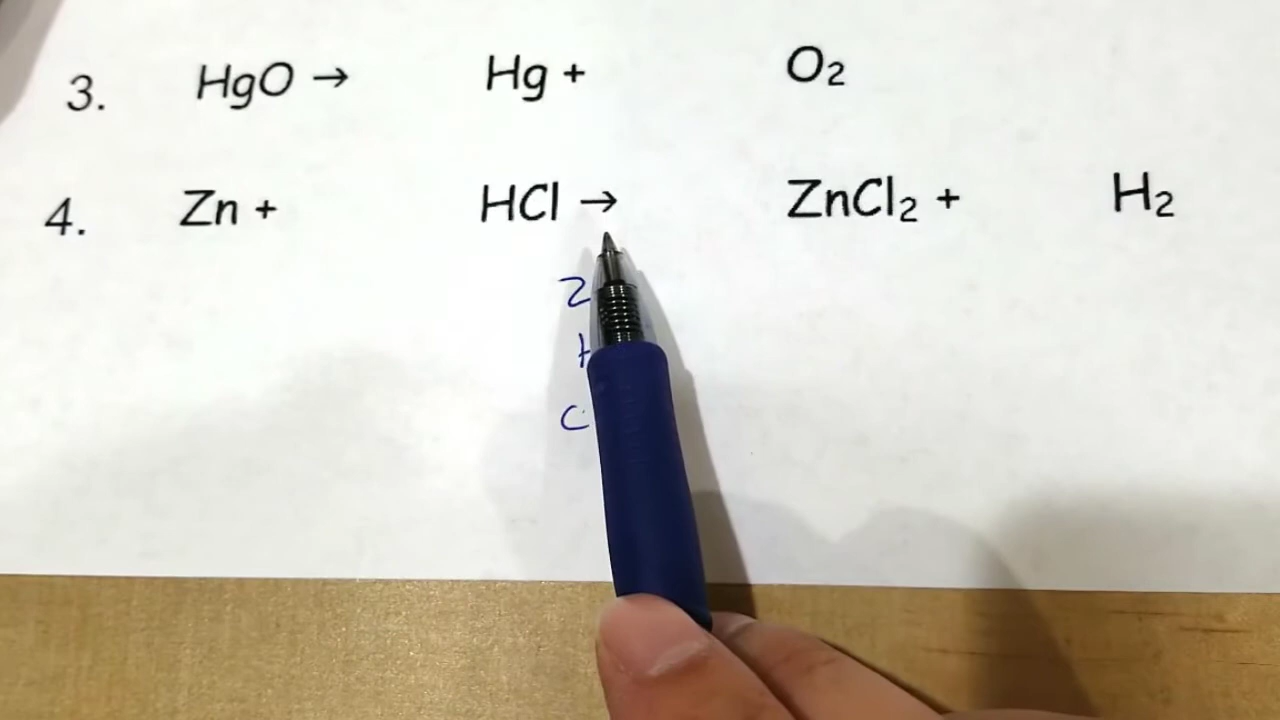 3. HgO → Hg + O₂
4. Zn + HCl → ZnCl₂ + H₂